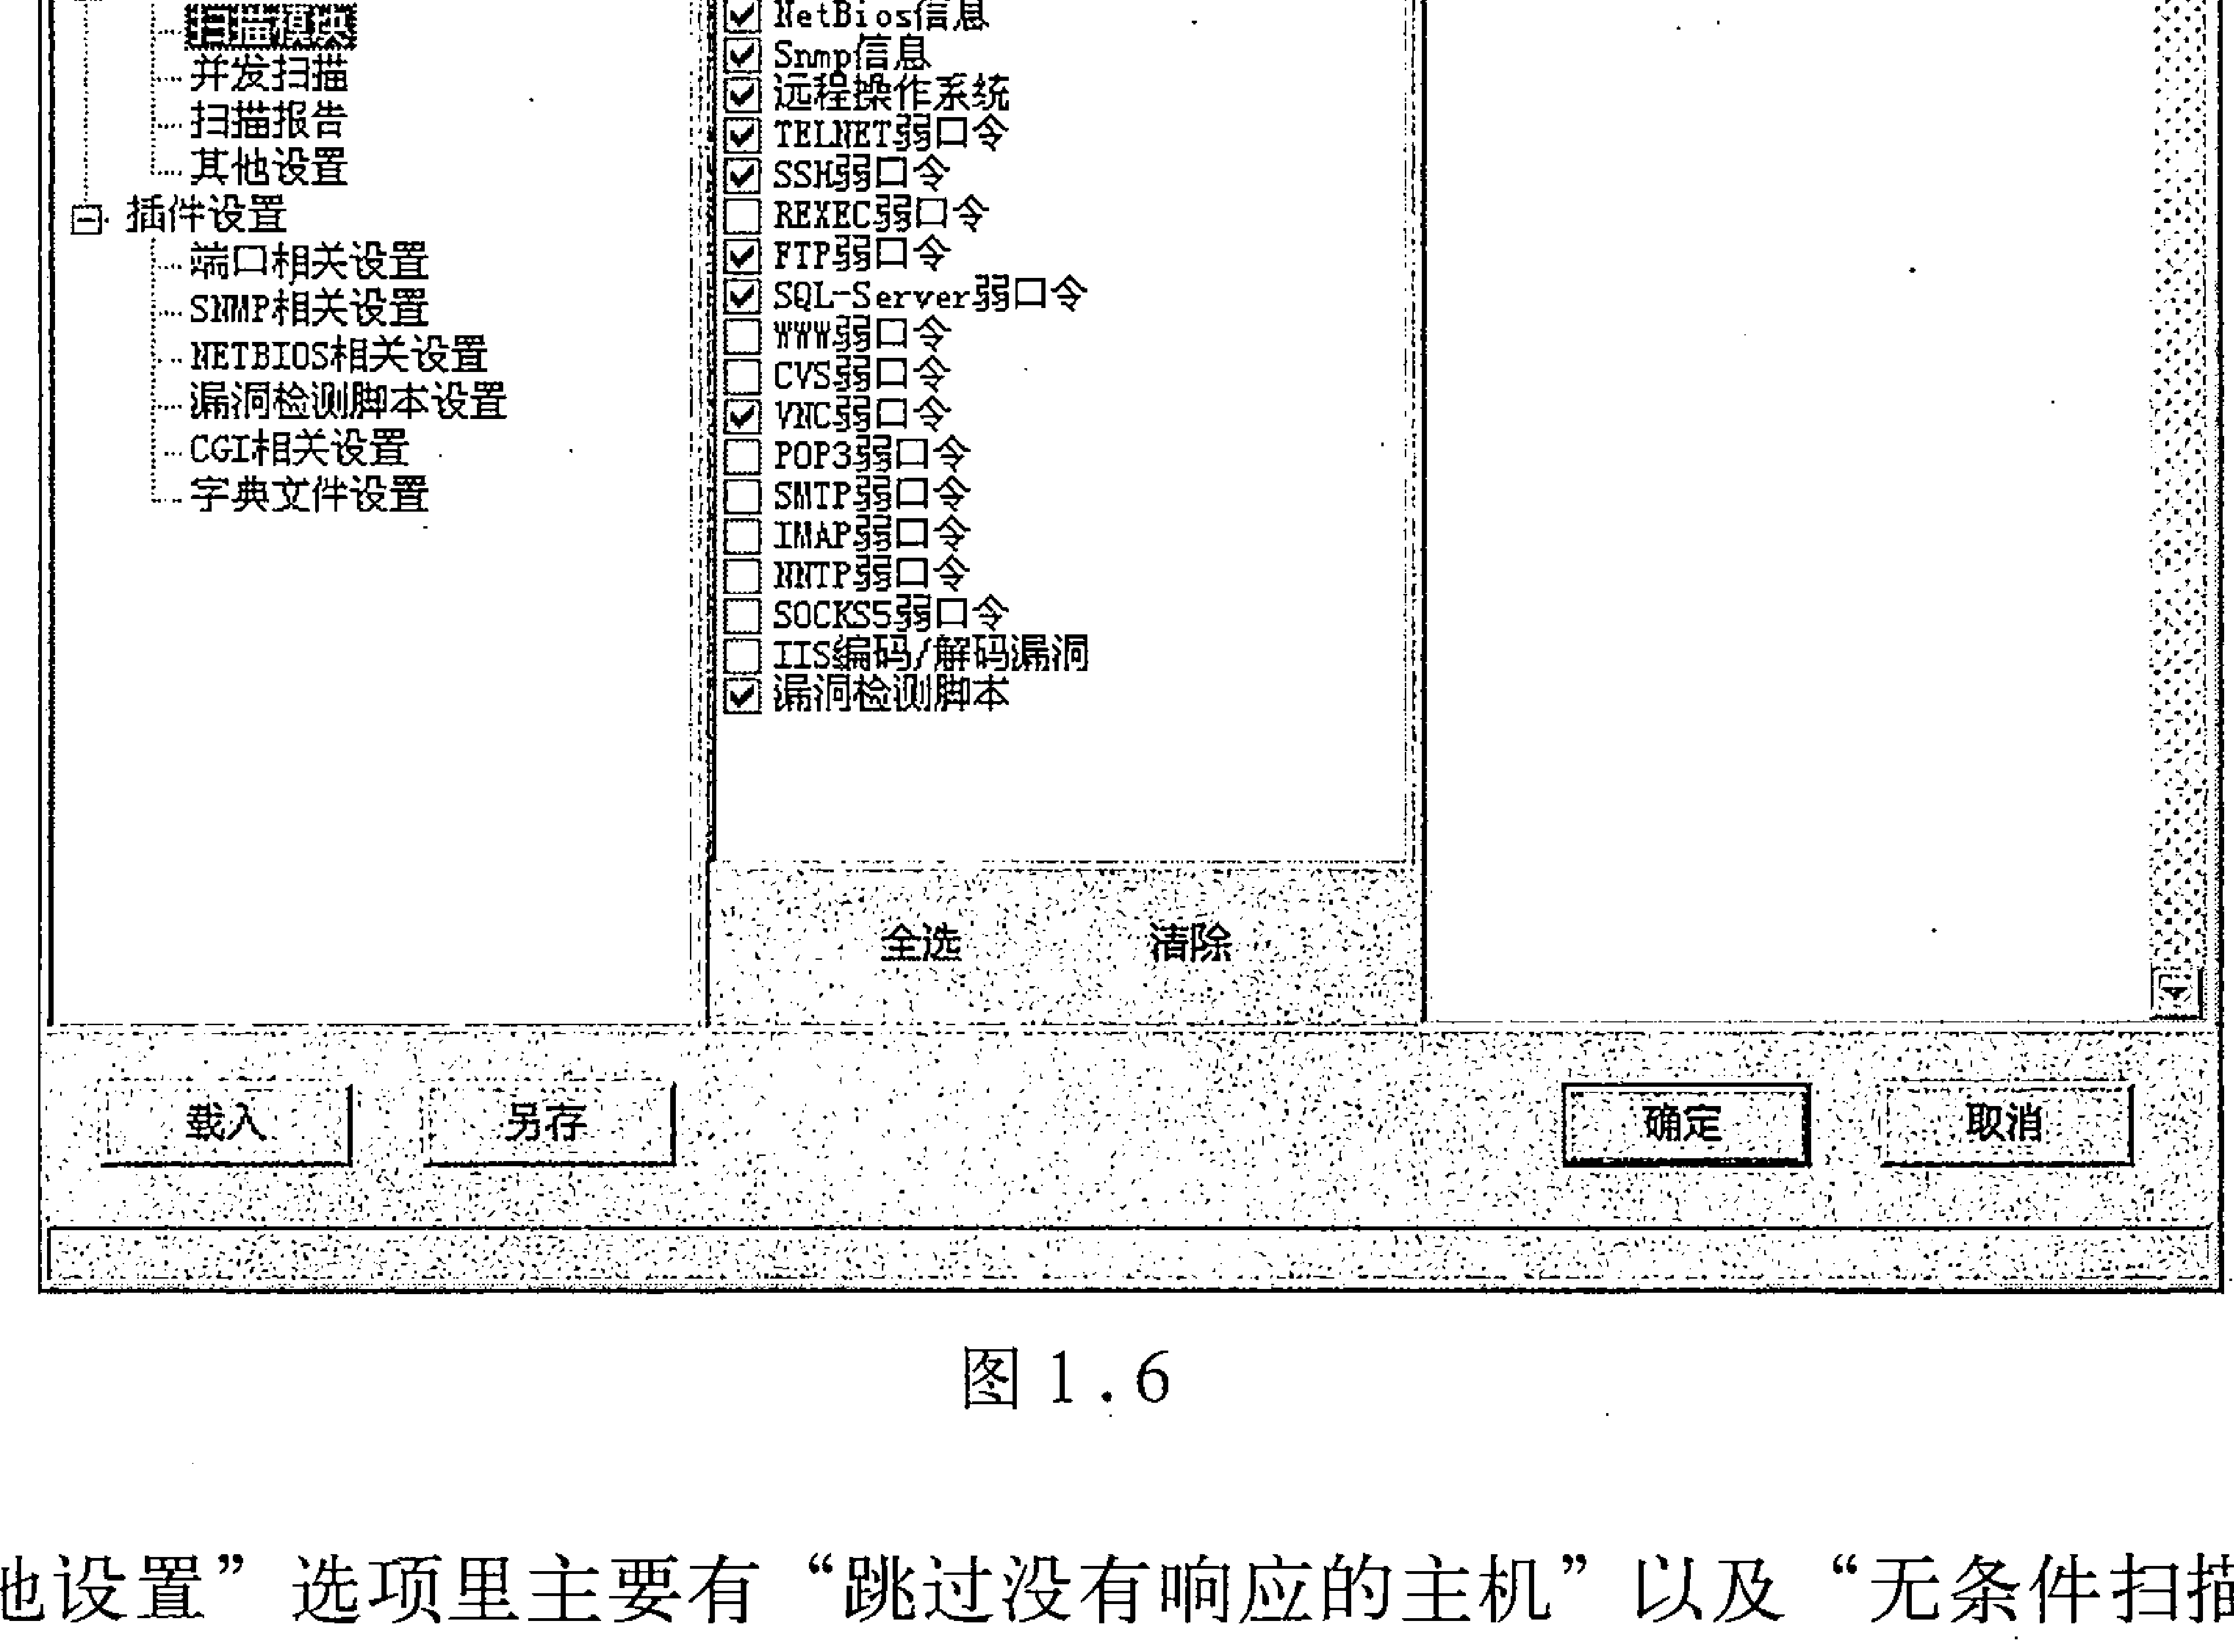 扫描模块
并发扫描
扫描报告
其他设置
插件设置
端口相关设置
SNMP相关设置
NETBIOS相关设置
漏洞检测脚本设置
CGI相关设置
字典文件设置
NetBios信息
Snmp信息
远程操作系统
TELNET弱口令
SSH弱口令
REXEC弱口令
FTP弱口令
SQL-Server弱口令
WWW弱口令
CVS弱口令
VNC弱口令
POP3弱口令
SMTP弱口令
IMAP弱口令
NNTP弱口令
SOCKS5弱口令
IIS编码/解码漏洞
漏洞检测脚本
全选 清除
载入 另存 确定 取消
图1.6
他设置”选项里主要有“跳过没有响应的主机”以及“无条件扫描